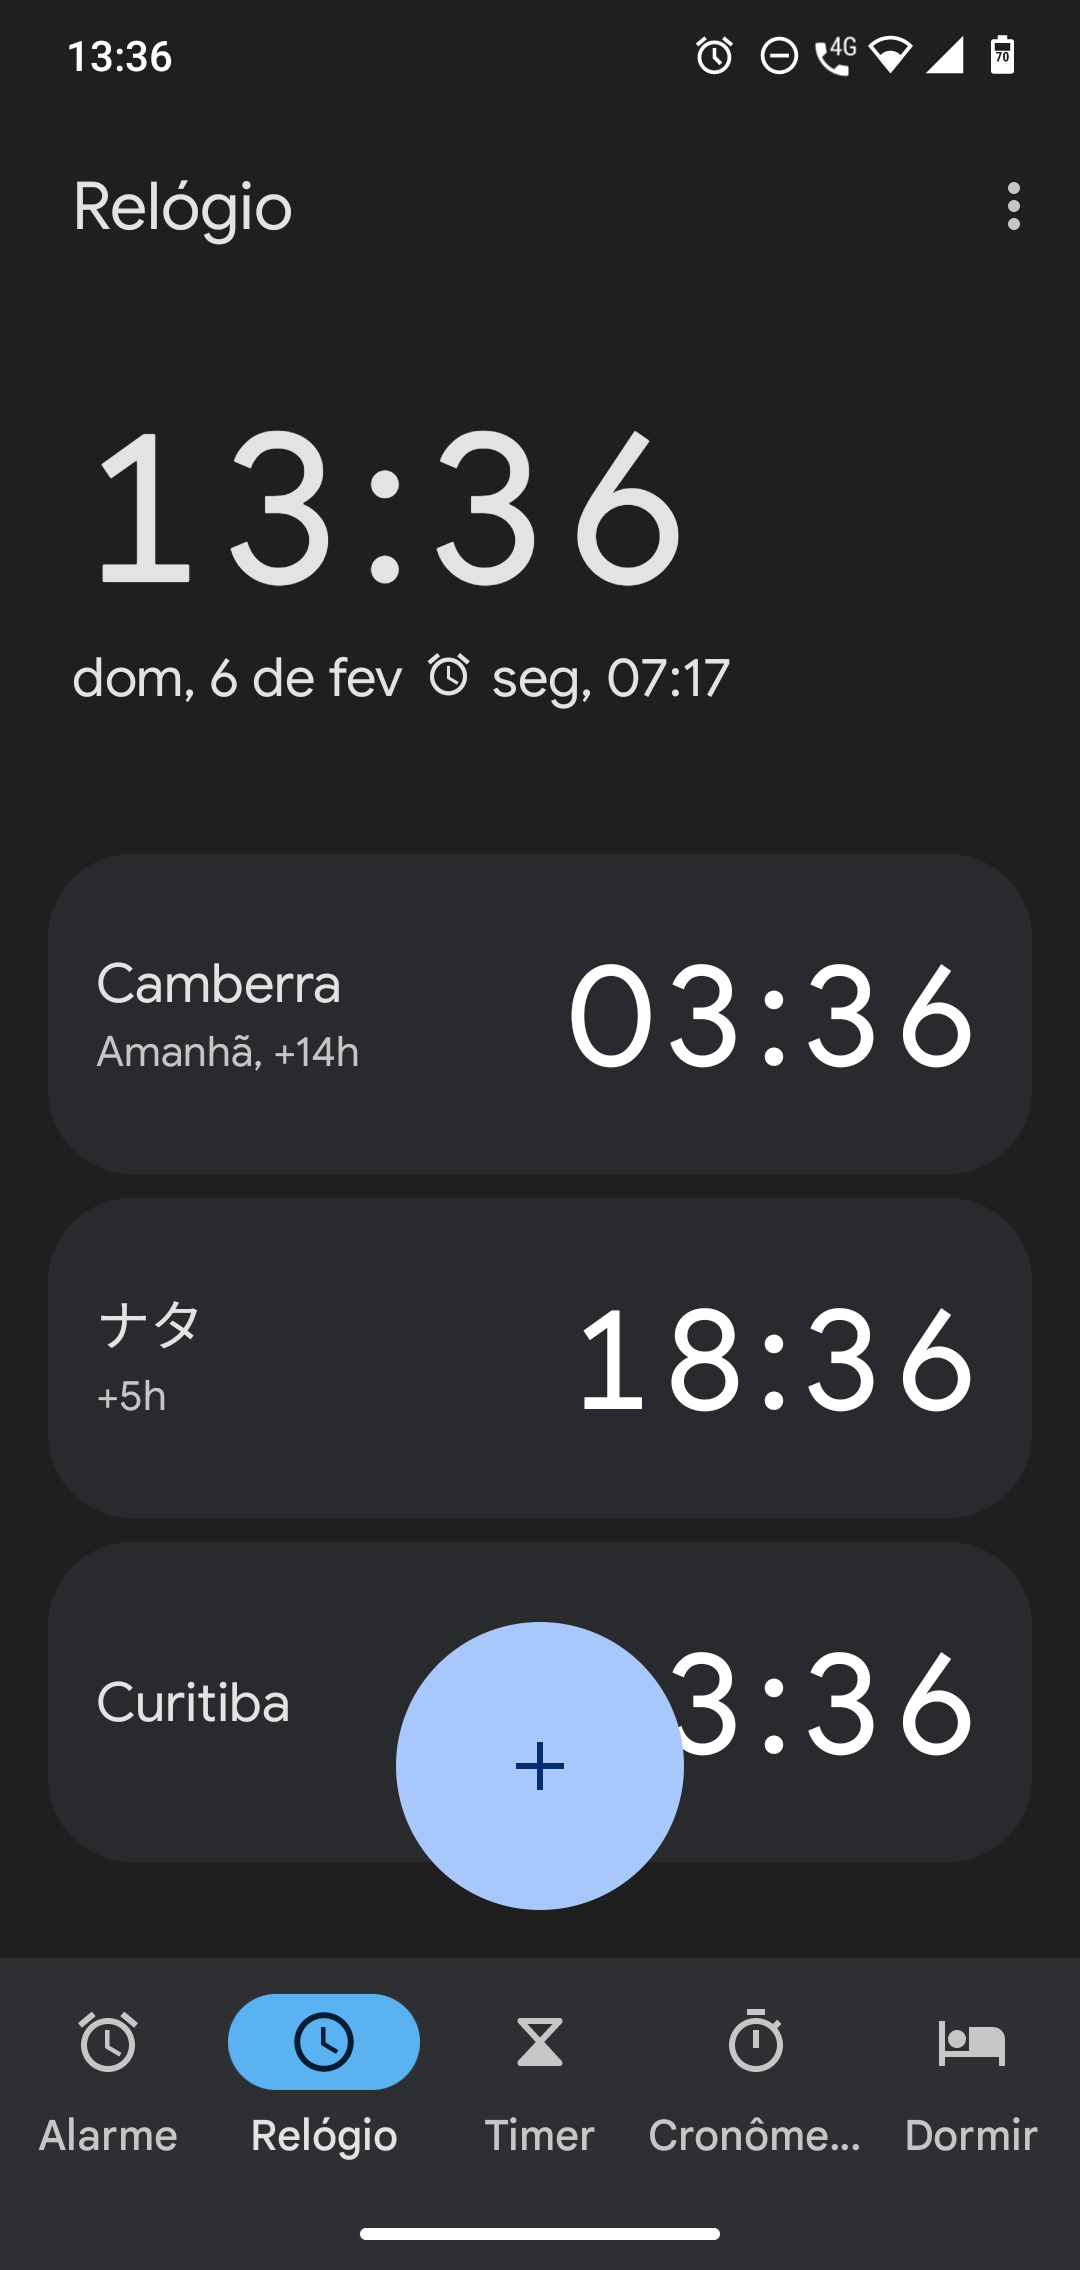 13:36
4G
70
Relógio
13:36
dom, 6 de fev seg, 07:17
Camberra
Amanhã, +14h
03:36
ナタ
+5h
18:36
Curitiba
3:36
Alarme
Relógio
Timer
Cronôme...
Dormir